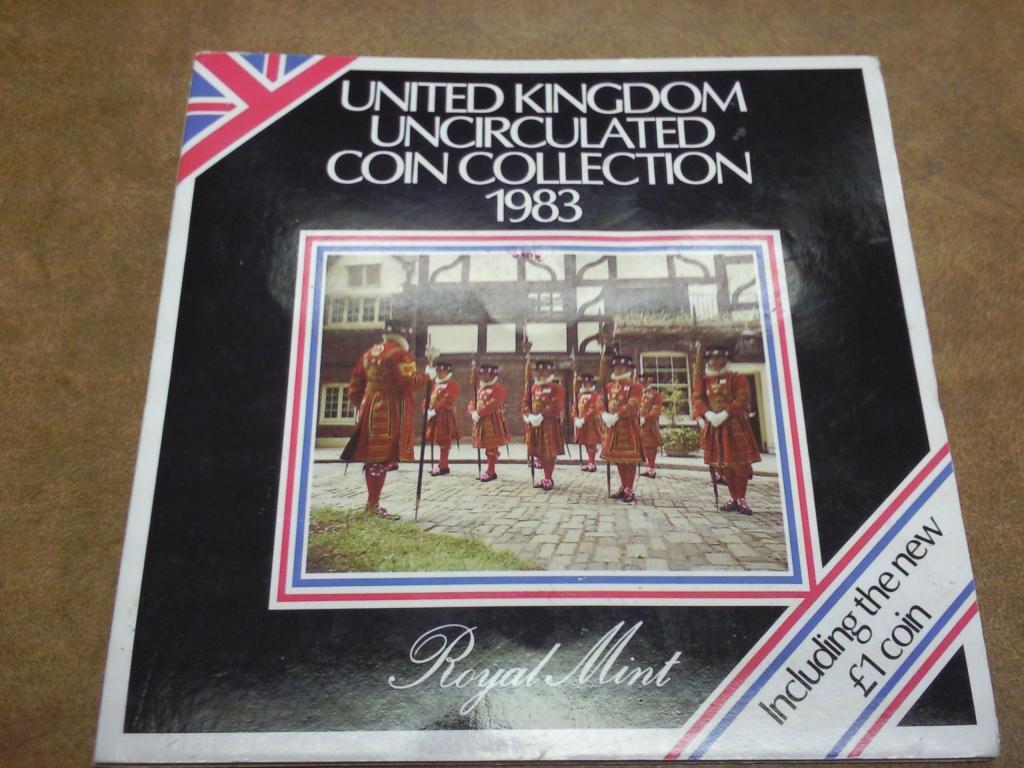 UNITED KINGDOM
UNCIRCULATED
COIN COLLECTION
1983
Royal Mint
Including the new
£1 coin